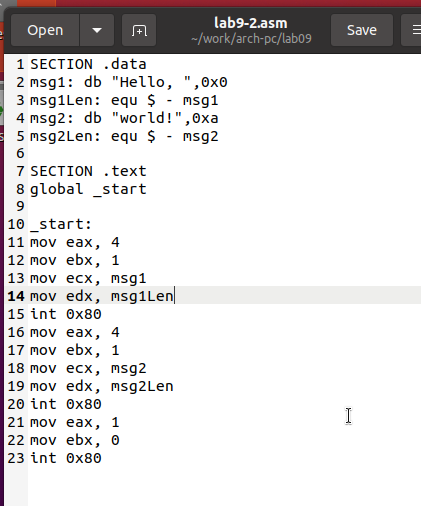 Open
lab9-2.asm
~/work/arch-pc/lab09
Save
1 SECTION .data
2 msg1: db "Hello, ",0x0
3 msg1Len: equ $ - msg1
4 msg2: db "world!",0xa
5 msg2Len: equ $ - msg2
6
7 SECTION .text
8 global _start
9
10 _start:
11 mov eax, 4
12 mov ebx, 1
13 mov ecx, msg1
14 mov edx, msg1Len
15 int 0x80
16 mov eax, 4
17 mov ebx, 1
18 mov ecx, msg2
19 mov edx, msg2Len
20 int 0x80
21 mov eax, 1
22 mov ebx, 0
23 int 0x80